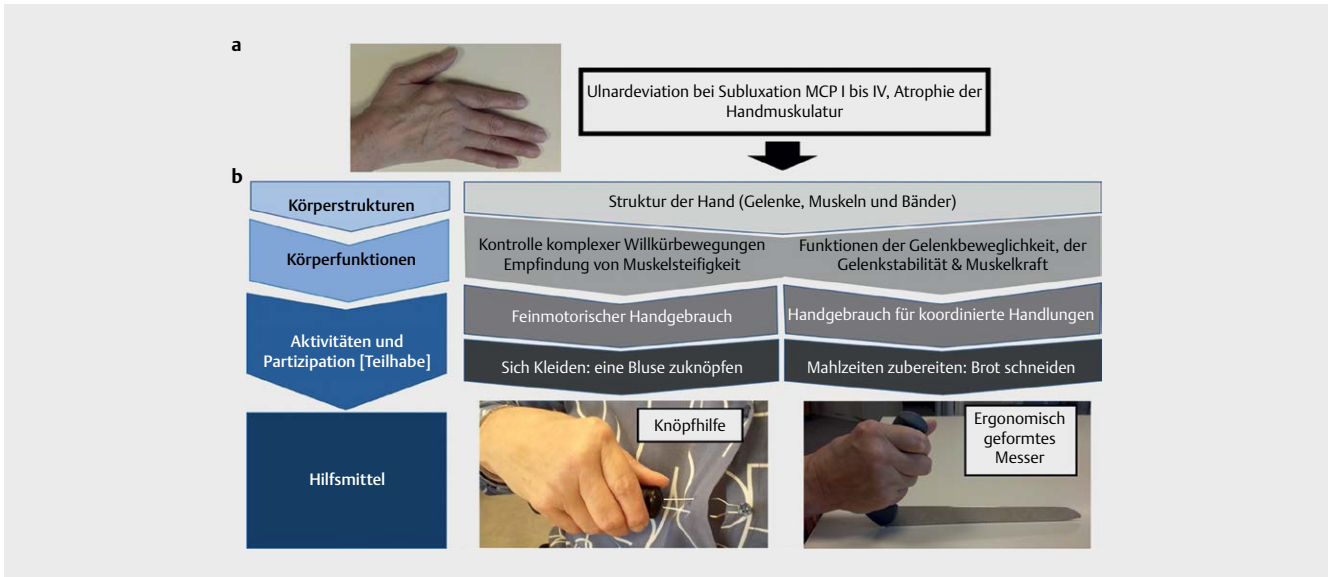 a
Ulnardeviation bei Subluxation MCP I bis IV, Atrophie der
Handmuskulatur
b
Körperstrukturen
Struktur der Hand (Gelenke, Muskeln und Bänder)
Körperfunktionen
Kontrolle komplexer Willkürbewegungen
Empfindung von Muskelsteifigkeit
Funktionen der Gelenkbeweglichkeit, der
Gelenkstabilität & Muskelkraft
Aktivitäten und
Partizipation [Teilhabe]
Feinmotorischer Handgebrauch
Handgebrauch für koordinierte Handlungen
Sich Kleiden: eine Bluse zuknöpfen
Mahlzeiten zubereiten: Brot schneiden
Hilfsmittel
Knöpfhilfe
Ergonomisch
geformtes
Messer